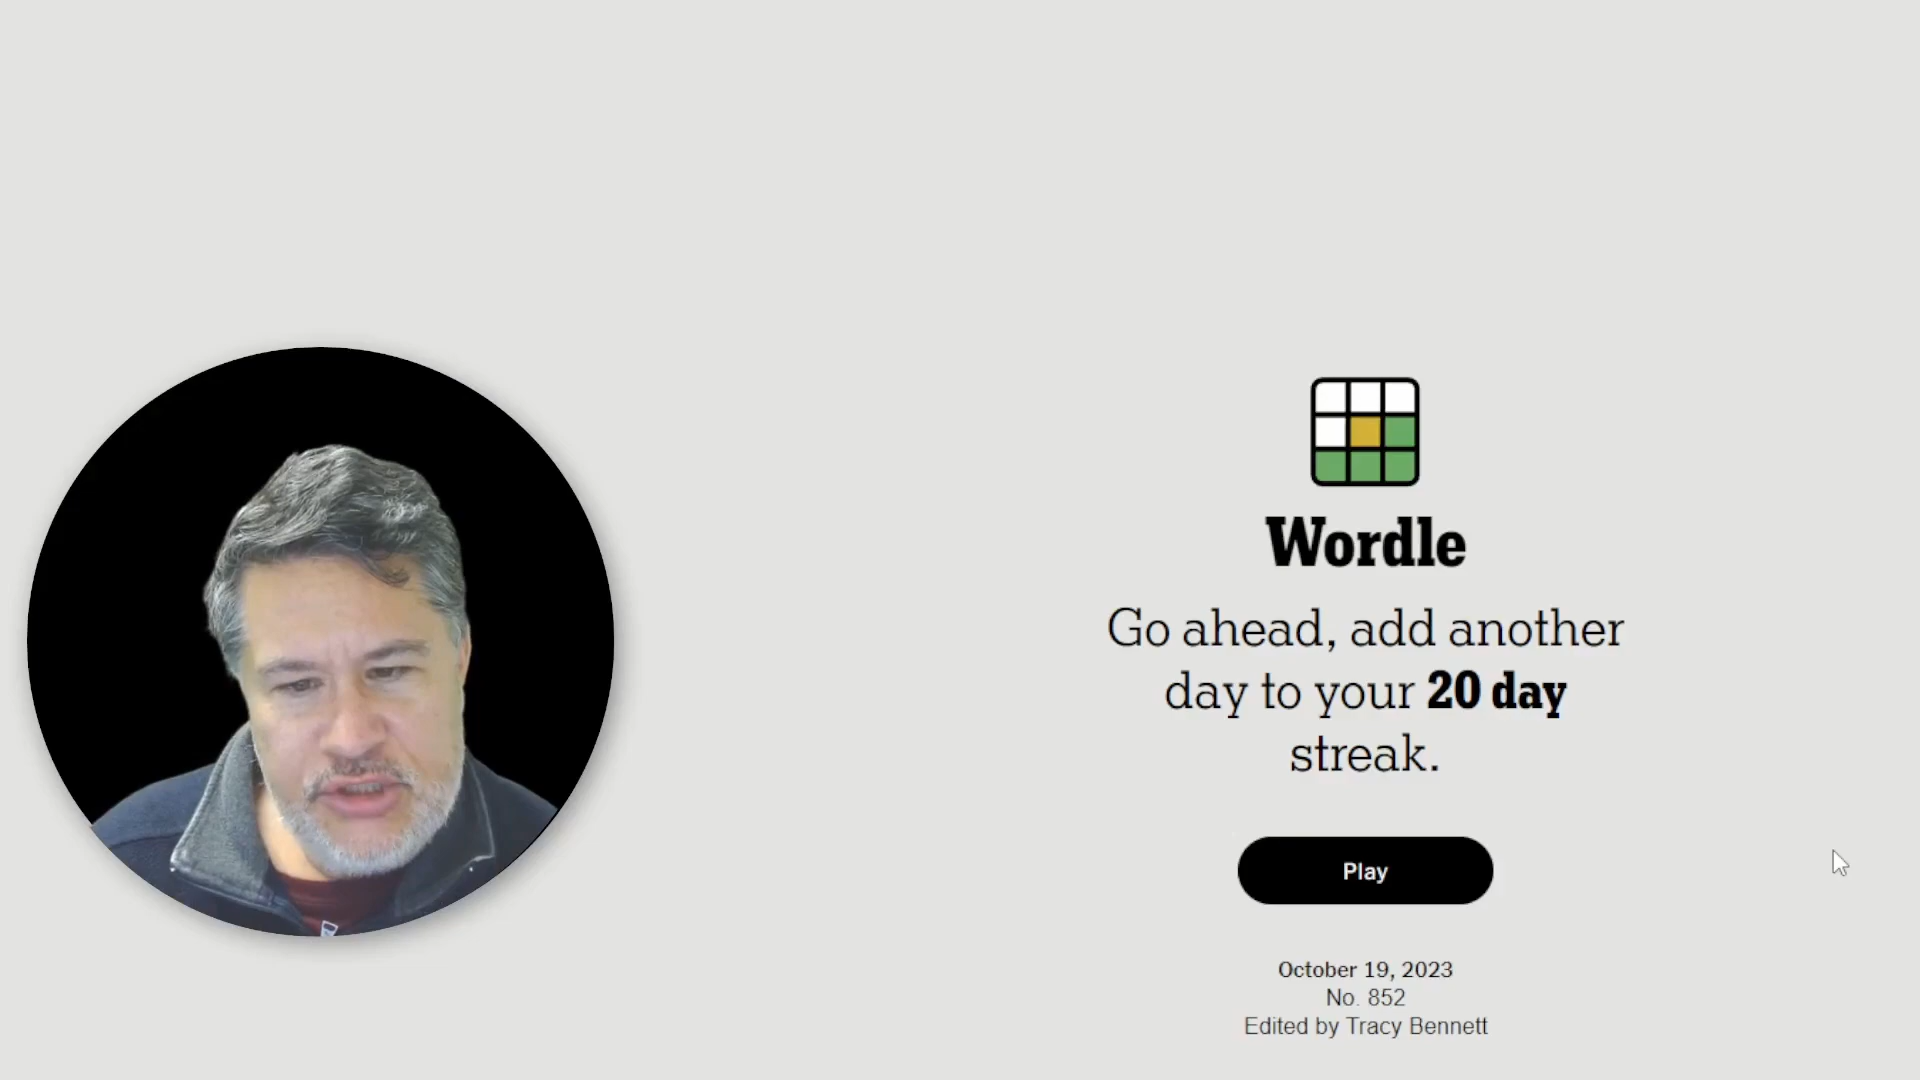 Wordle
Go ahead, add another
day to your 20 day
streak.
Play
October 19, 2023
No. 852
Edited by Tracy Bennett